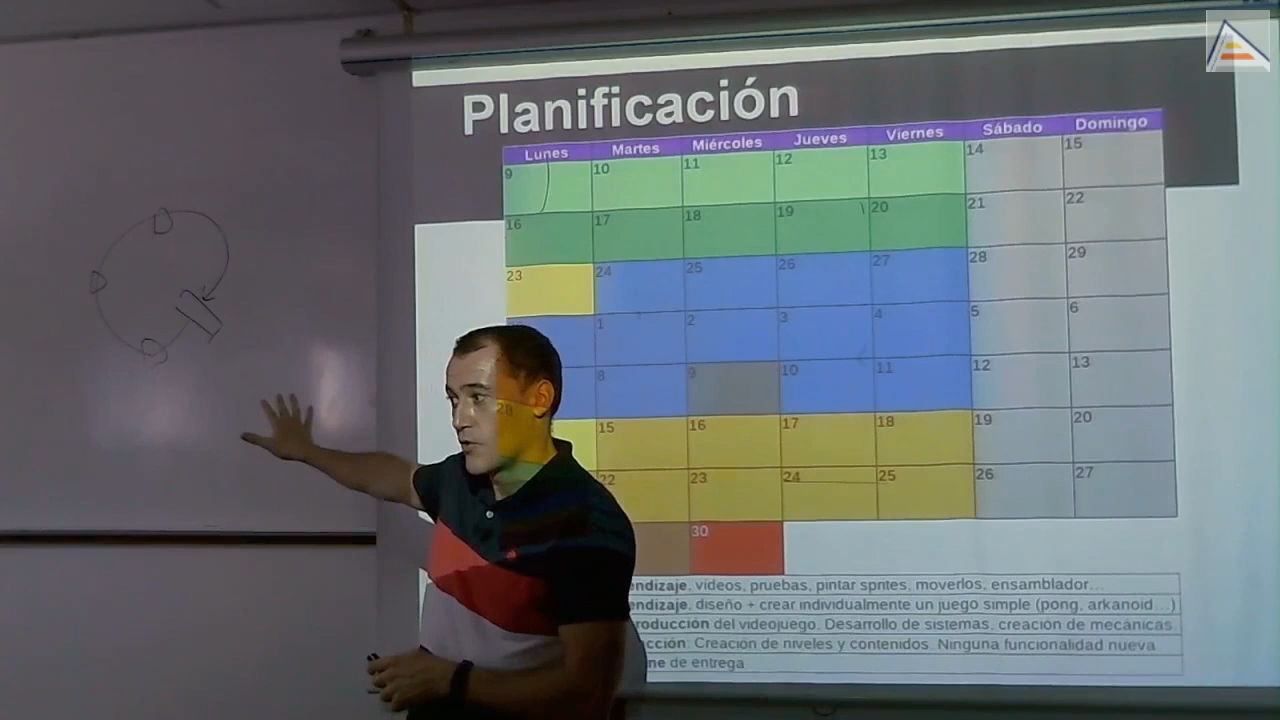 Planificación
Lunes Martes Miércoles Jueves Viernes Sábado Domingo
9 10 11 12 13 14 15
16 17 18 19 20 21 22
23 24 25 26 27 28 29
1 2 3 4 5 6
8 9 10 11 12 13
28 15 16 17 18 19 20
22 23 24 25 26 27
30
endizaje, vídeos, pruebas, pintar sprites, moverlos, ensamblador...
endizaje, diseño + crear individualmente un juego simple (pong, arkanoid...)
roducción del videojuego. Desarrollo de sistemas, creación de mecánicas
cción. Creación de niveles y contenidos. Ninguna funcionalidad nueva
ne de entrega